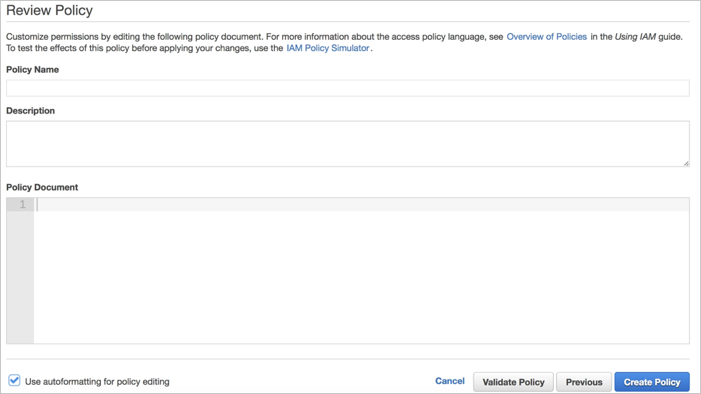 Review Policy
Customize permissions by editing the following policy document. For more information about the access policy language, see Overview of Policies in the Using IAM guide.
To test the effects of this policy before applying your changes, use the IAM Policy Simulator.
Policy Name
Description
Policy Document
1
Use autoformatting for policy editing
Cancel
Validate Policy
Previous
Create Policy